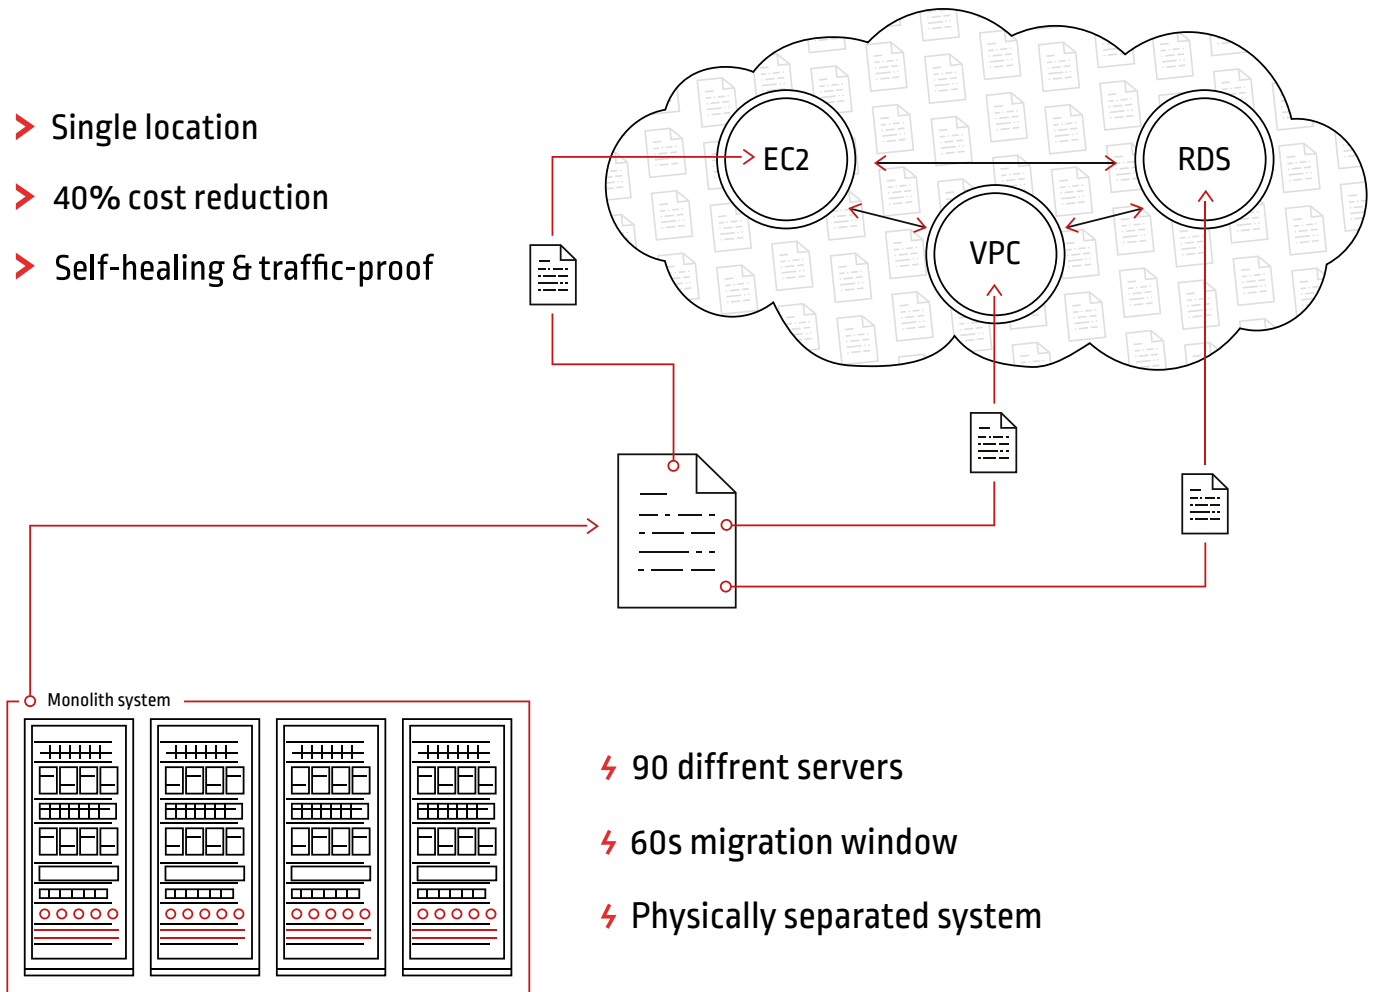 Single location
40% cost reduction
Self-healing & traffic-proof
EC2
RDS
VPC
Monolith system
90 diffrent servers
60s migration window
Physically separated system